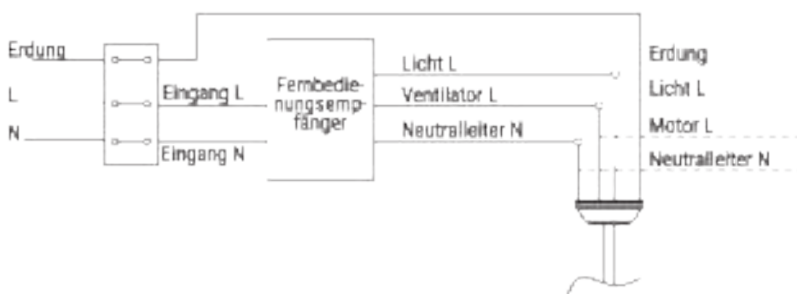 Erdung
L
N
Eingang L
Eingang N
Fernbedie-
nungsemp-
fänger
Licht L
Ventilator L
Neutralleiter N
Erdung
Licht L
Motor L
Neutralleiter N